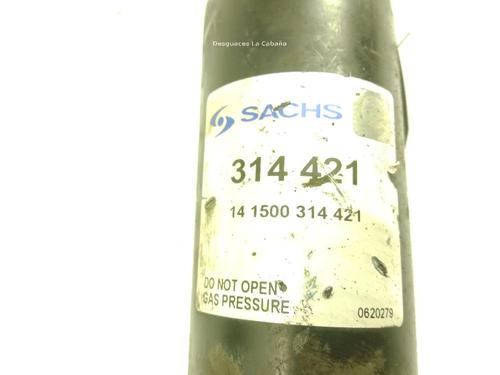 Desguaces La Cabaña
SACHS
314 421
14 1500 314 421
DO NOT OPEN
GAS PRESSURE
0620279